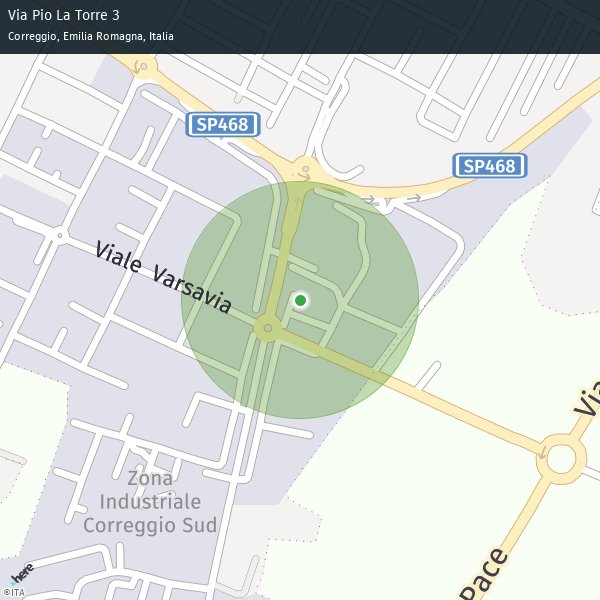 Via Pio La Torre 3
Correggio, Emilia Romagna, Italia
SP468
SP468
Viale Varsavia
Via
Zona
Industriale
Correggio Sud
Pace
here
©ITA